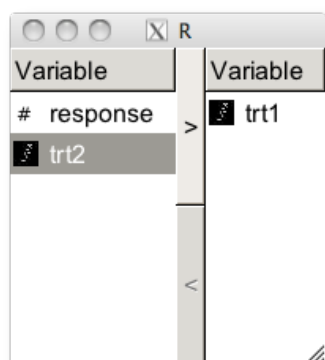 X R
Variable
Variable
# response
>
trt1
trt2
<